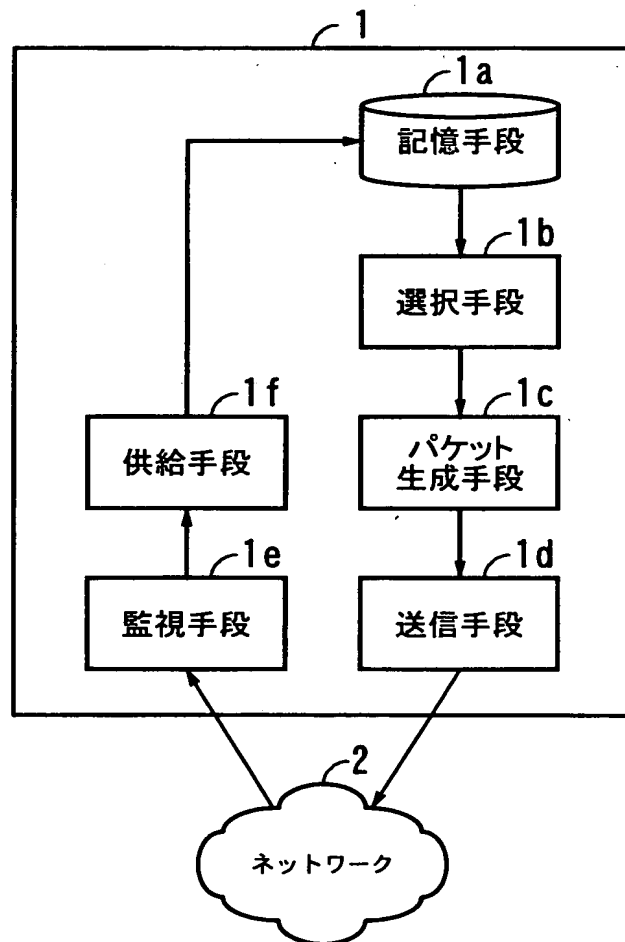 1
1a
記憶手段
1b
選択手段
1f
1c
供給手段
パケット
生成手段
1e
1d
監視手段
送信手段
2
ネットワーク